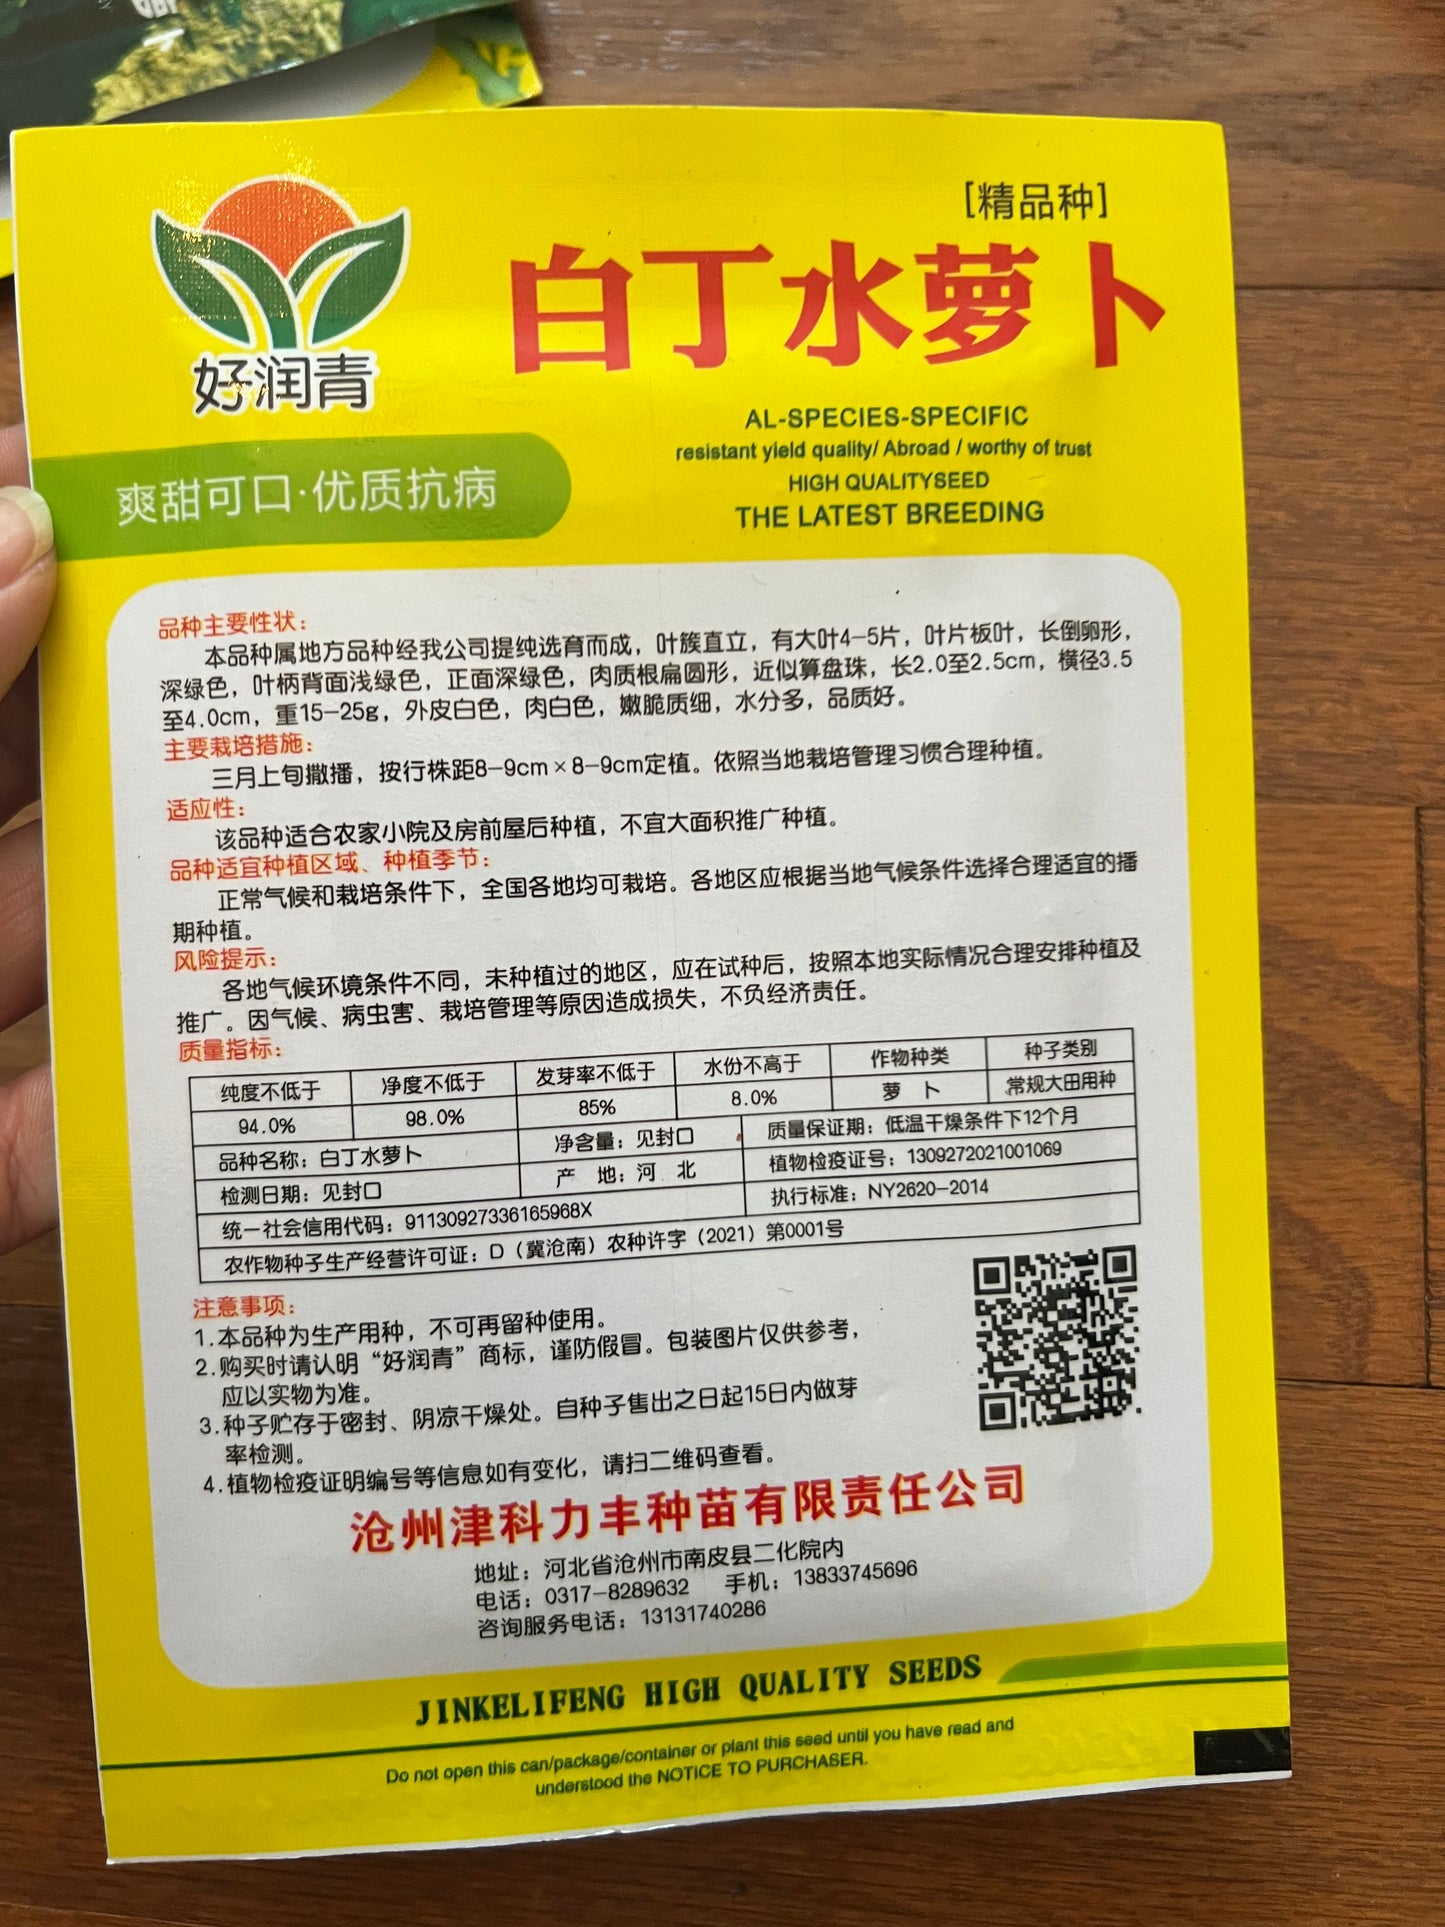 [精品种]
白丁水萝卜
好润青
AL-SPECIES-SPECIFIC
resistant yield quality/ Abroad / worthy of trust
HIGH QUALITYSEED
THE LATEST BREEDING
爽甜可口·优质抗病
品种主要性状：
本品种属地方品种经我公司提纯选育而成，叶簇直立，有大叶4-5片，叶片板叶，长倒卵形，
深绿色，叶柄背面浅绿色，正面深绿色，肉质根扁圆形，近似算盘珠，长2.0至2.5cm，横径3.5
至4.0cm，重15-25g，外皮白色，肉白色，嫩脆质细，水分多，品质好。
主要栽培措施：
三月上旬撒播，按行株距8-9cm×8-9cm定植。依照当地栽培管理习惯合理种植。
适应性：
该品种适合农家小院及房前屋后种植，不宜大面积推广种植。
品种适宜种植区域、种植季节：
正常气候和栽培条件下，全国各地均可栽培。各地区应根据当地气候条件选择合理适宜的播
期种植。
风险提示：
各地气候环境条件不同，未种植过的地区，应在试种后，按照本地实际情况合理安排种植及
推广。因气候、病虫害、栽培管理等原因造成损失，不负经济责任。
质量指标：
纯度不低于 净度不低于 发芽率不低于 水份不高于 作物种类 种子类别
94.0% 98.0% 85% 8.0% 萝 卜 常规大田用种
品种名称：白丁水萝卜 净含量：见封口 质量保证期：低温干燥条件下12个月
检测日期：见封口 产 地：河 北 植物检疫证号：1309272021001069
统一社会信用代码：91130927336165968X 执行标准：NY2620-2014
农作物种子生产经营许可证：D（冀沧南）农种许字（2021）第0001号
注意事项：
1.本品种为生产用种，不可再留种使用。
2.购买时请认明“好润青”商标，谨防假冒。包装图片仅供参考，
应以实物为准。
3.种子贮存于密封、阴凉干燥处。自种子售出之日起15日内做芽
率检测。
4.植物检疫证明编号等信息如有变化，请扫二维码查看。
沧州津科力丰种苗有限责任公司
地址：河北省沧州市南皮县二化院内
电话：0317-8289632 手机：13833745696
咨询服务电话：13131740286
JINKELIFENG HIGH QUALITY SEEDS
Do not open this can/package/container or plant this seed until you have read and
understood the NOTICE TO PURCHASER.